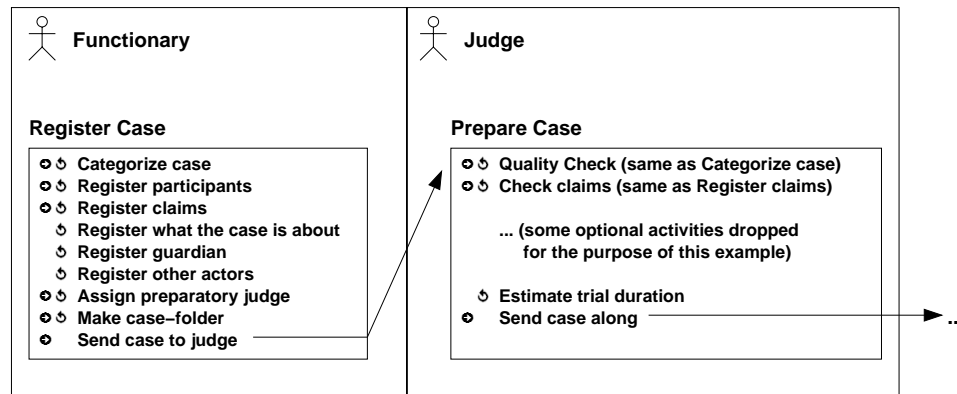 Functionary
Register Case
Categorize case
Register participants
Register claims
Register what the case is about
Register guardian
Register other actors
Assign preparatory judge
Make case−folder
Send case to judge
Judge
Prepare Case
Quality Check (same as Categorize case)
Check claims (same as Register claims)
... (some optional activities dropped
for the purpose of this example)
Estimate trial duration
Send case along
...